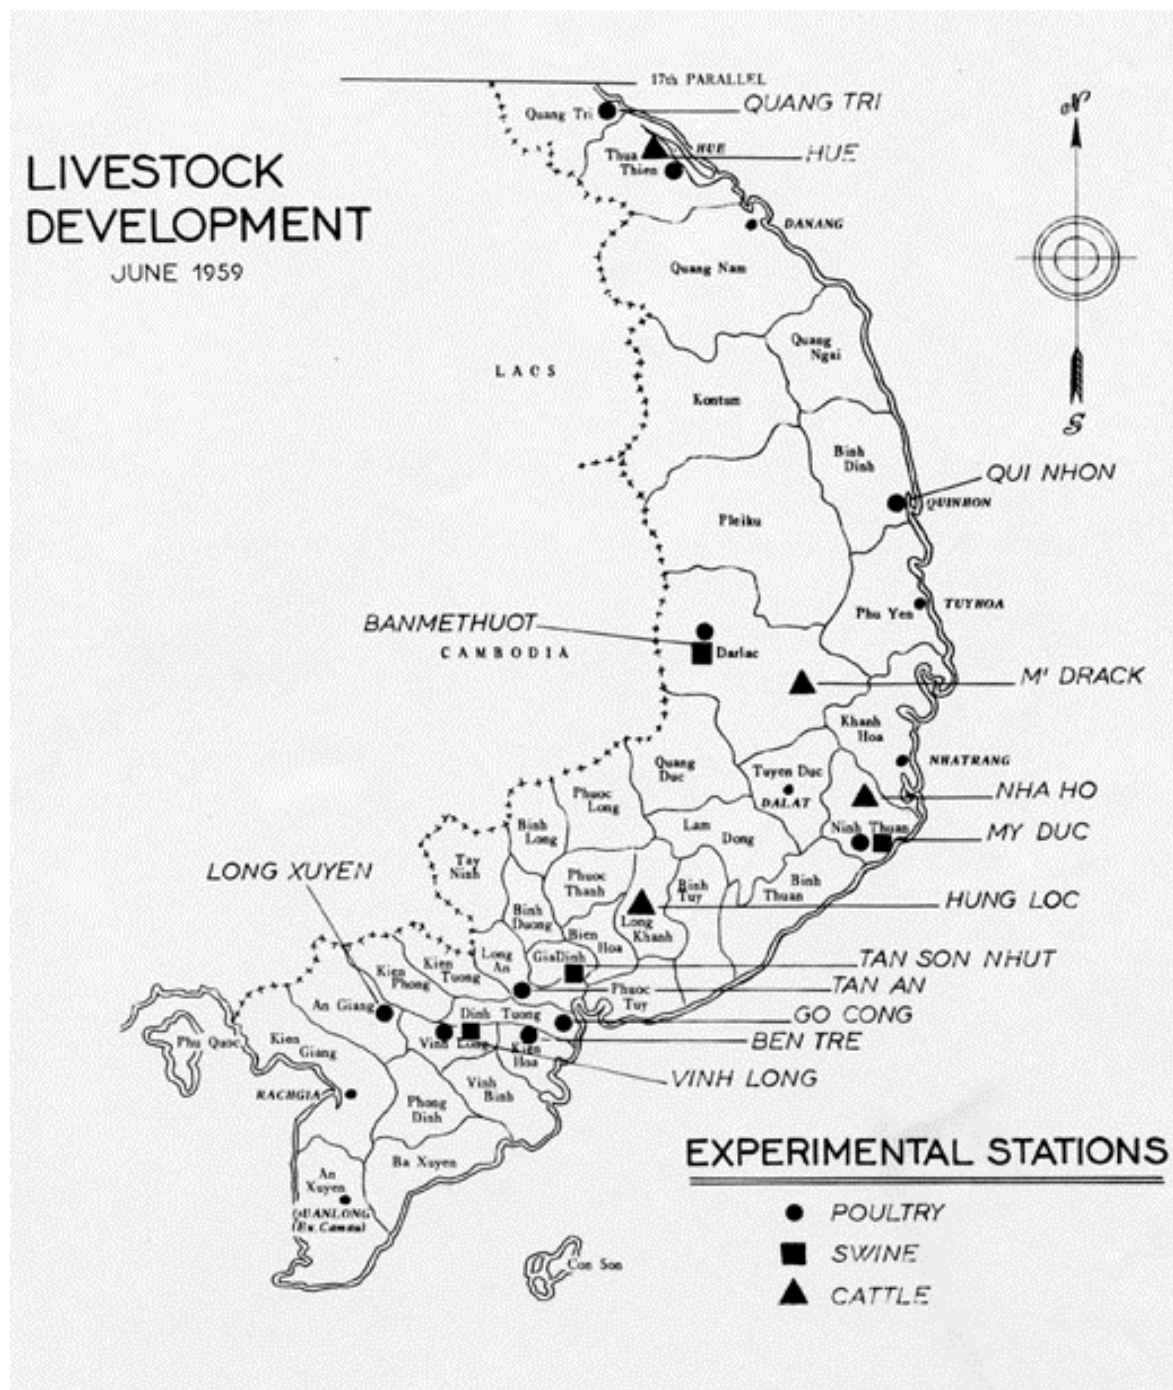 LIVESTOCK
DEVELOPMENT
JUNE 1959
17th PARALLEL
Quang Tri
QUANG TRI
Thua
Thien
HUE
HUE
DANANG
Quang Nam
Quang
Ngai
LAOS
Kontum
Binh
Dinh
QUI NHON
QUINHON
Pleiku
Phu Yen
TUYHOA
BANMETHUOT
CAMBODIA
Darlac
M' DRACK
Khanh
Hoa
NHATRANG
Quang
Duc
Tuyen Duc
DALAT
NHA HO
Ninh Thuan
MY DUC
Phuoc
Long
Binh
Long
Lam
Dong
Tay
Ninh
LONG XUYEN
Phuoc
Thanh
Binh
Tuy
Binh
Thuan
HUNG LOC
Long
Khanh
Binh
Duong
Bien
Hoa
Long
An
GiaDinh
TAN SON NHUT
Kien
Tuong
Kien
Phong
Phuoc
Tuy
TAN AN
An Giang
Dinh Tuong
GO CONG
Phu Quoc
Kien
Giang
Vinh Long
Kien
Hoa
BEN TRE
VINH LONG
Vinh
Binh
RACHGIA
Phong
Dinh
Ba Xuyen
An
Xuyen
QUANLONG
(Ex. Camau)
Con Son
N
S
EXPERIMENTAL STATIONS
POULTRY
SWINE
CATTLE